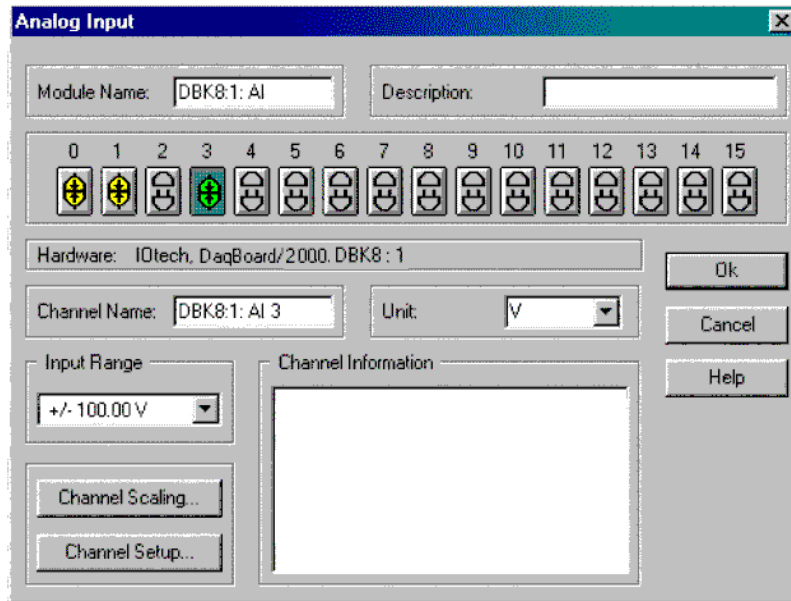 Analog Input
Module Name: DBK8:1: AI Description:
0 1 2 3 4 5 6 7 8 9 10 11 12 13 14 15
Hardware: IOtech, DaqBoard/2000. DBK8 : 1
Ok
Channel Name: DBK8:1: AI 3 Unit: V
Cancel
Input Range Channel Information
Help
+/- 100.00 V
Channel Scaling...
Channel Setup...